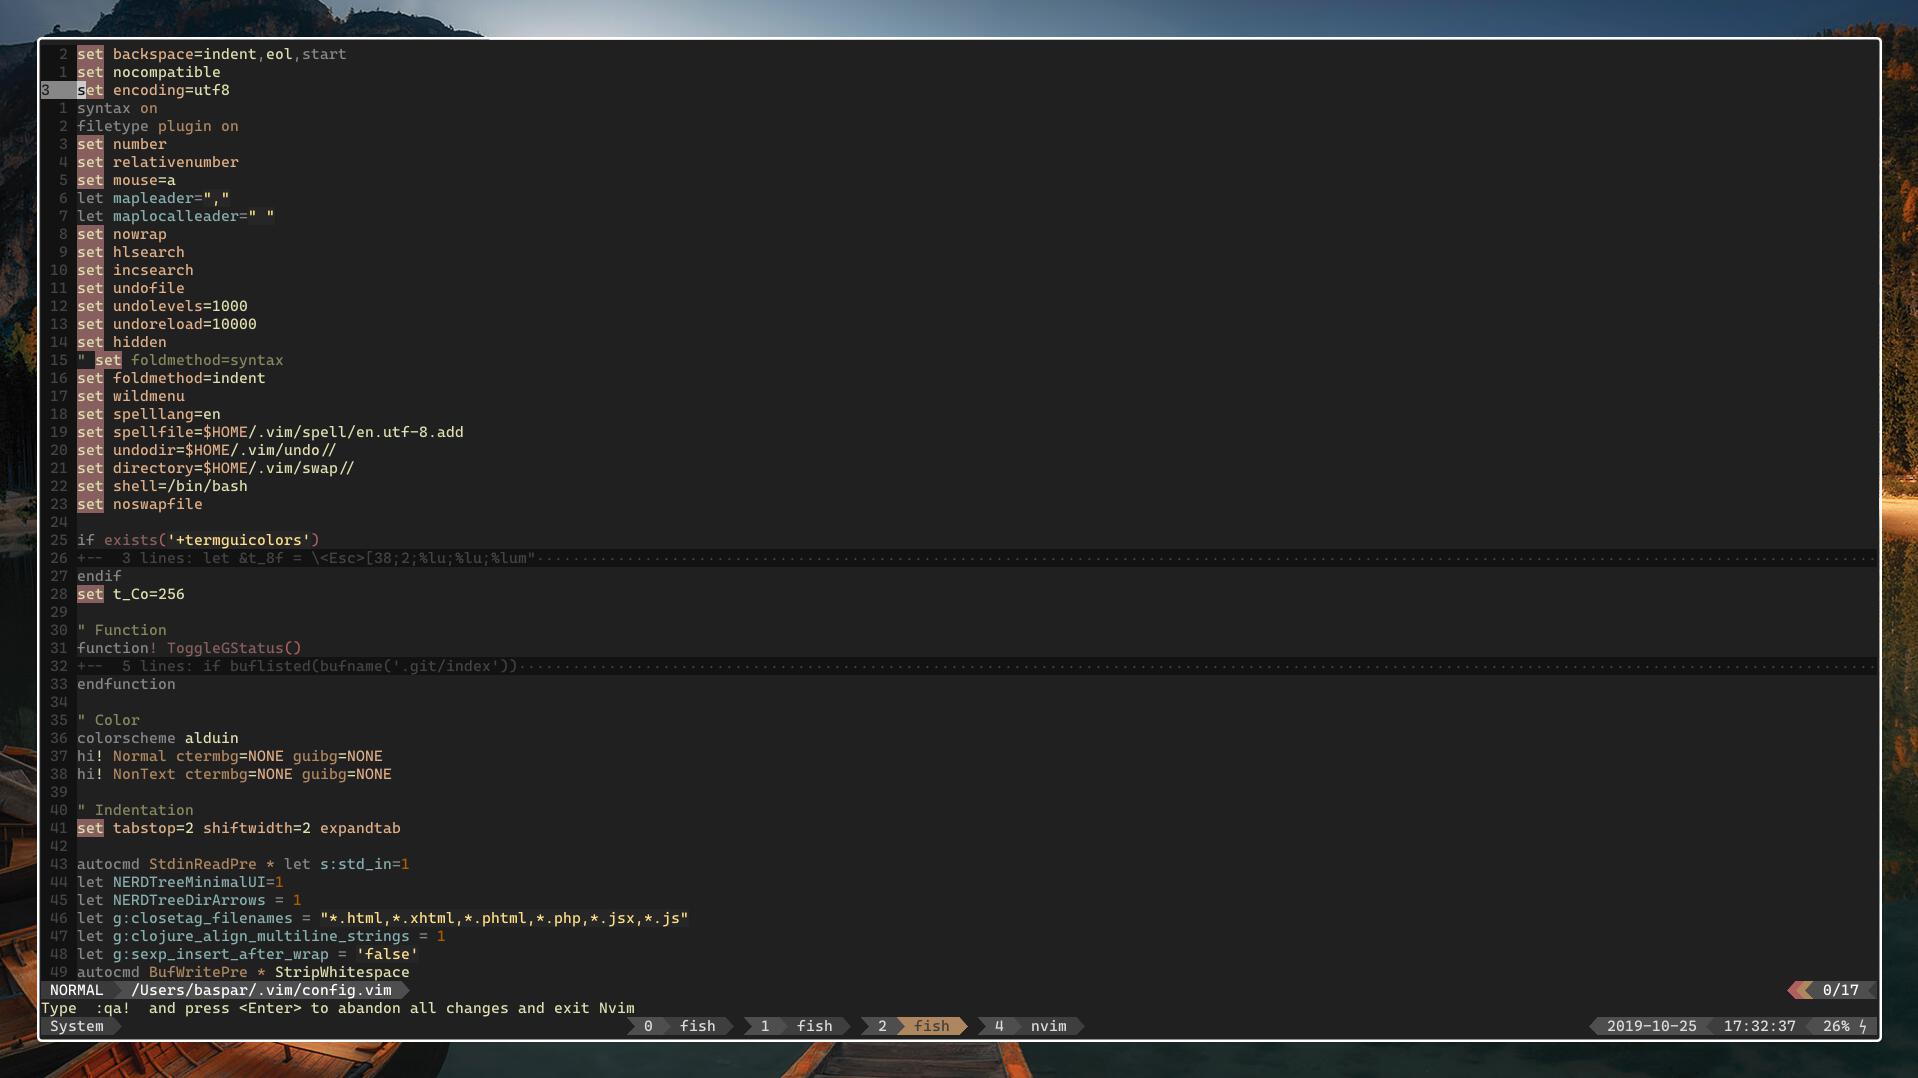 2 set backspace=indent,eol,start
1 set nocompatible
3 set encoding=utf8
1 syntax on
2 filetype plugin on
3 set number
4 set relativenumber
5 set mouse=a
6 let mapleader=","
7 let maplocalleader=" "
8 set nowrap
9 set hlsearch
10 set incsearch
11 set undofile
12 set undolevels=1000
13 set undoreload=10000
14 set hidden
15 " set foldmethod=syntax
16 set foldmethod=indent
17 set wildmenu
18 set spelllang=en
19 set spellfile=$HOME/.vim/spell/en.utf-8.add
20 set undodir=$HOME/.vim/undo//
21 set directory=$HOME/.vim/swap//
22 set shell=/bin/bash
23 set noswapfile
24
25 if exists('+termguicolors')
26 +--  3 lines: let &t_8f = \<Esc>[38;2;%lu;%lu;%lum"
27 endif
28 set t_Co=256
29
30 " Function
31 function! ToggleGStatus()
32 +--  5 lines: if buflisted(bufname('.git/index'))
33 endfunction
34
35 " Color
36 colorscheme alduin
37 hi! Normal ctermbg=NONE guibg=NONE
38 hi! NonText ctermbg=NONE guibg=NONE
39
40 " Indentation
41 set tabstop=2 shiftwidth=2 expandtab
42
43 autocmd StdinReadPre * let s:std_in=1
44 let NERDTreeMinimalUI=1
45 let NERDTreeDirArrows = 1
46 let g:closetag_filenames = "*.html,*.xhtml,*.phtml,*.php,*.jsx,*.js"
47 let g:clojure_align_multiline_strings = 1
48 let g:sexp_insert_after_wrap = 'false'
49 autocmd BufWritePre * StripWhitespace
NORMAL /Users/baspar/.vim/config.vim 0/17
Type  :qa!  and press <Enter> to abandon all changes and exit Nvim
System 0 fish 1 fish 2 fish 4 nvim 2019-10-25 17:32:37 26% ϟ